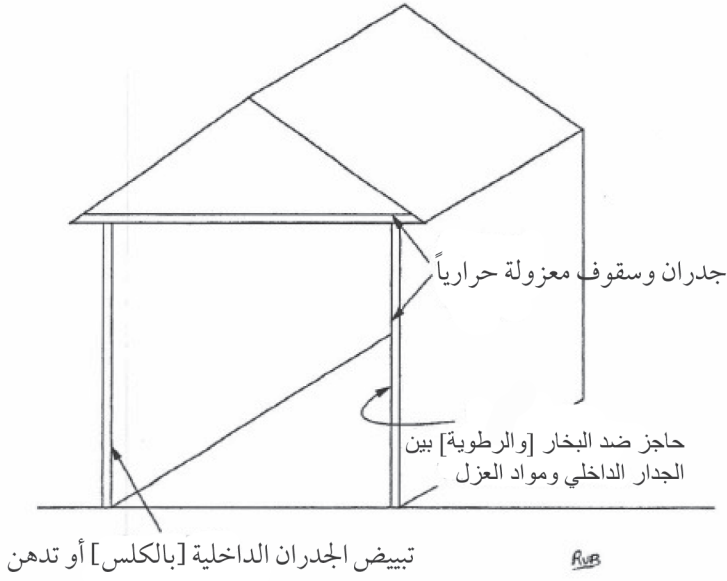 جدران وسقوف معزولة حرارياً
حاجز ضد البخار [والرطوبة] بين
الجدار الداخلي ومواد العزل
تبييض الجدران الداخلية [بالكلس] أو تدهن
RVB